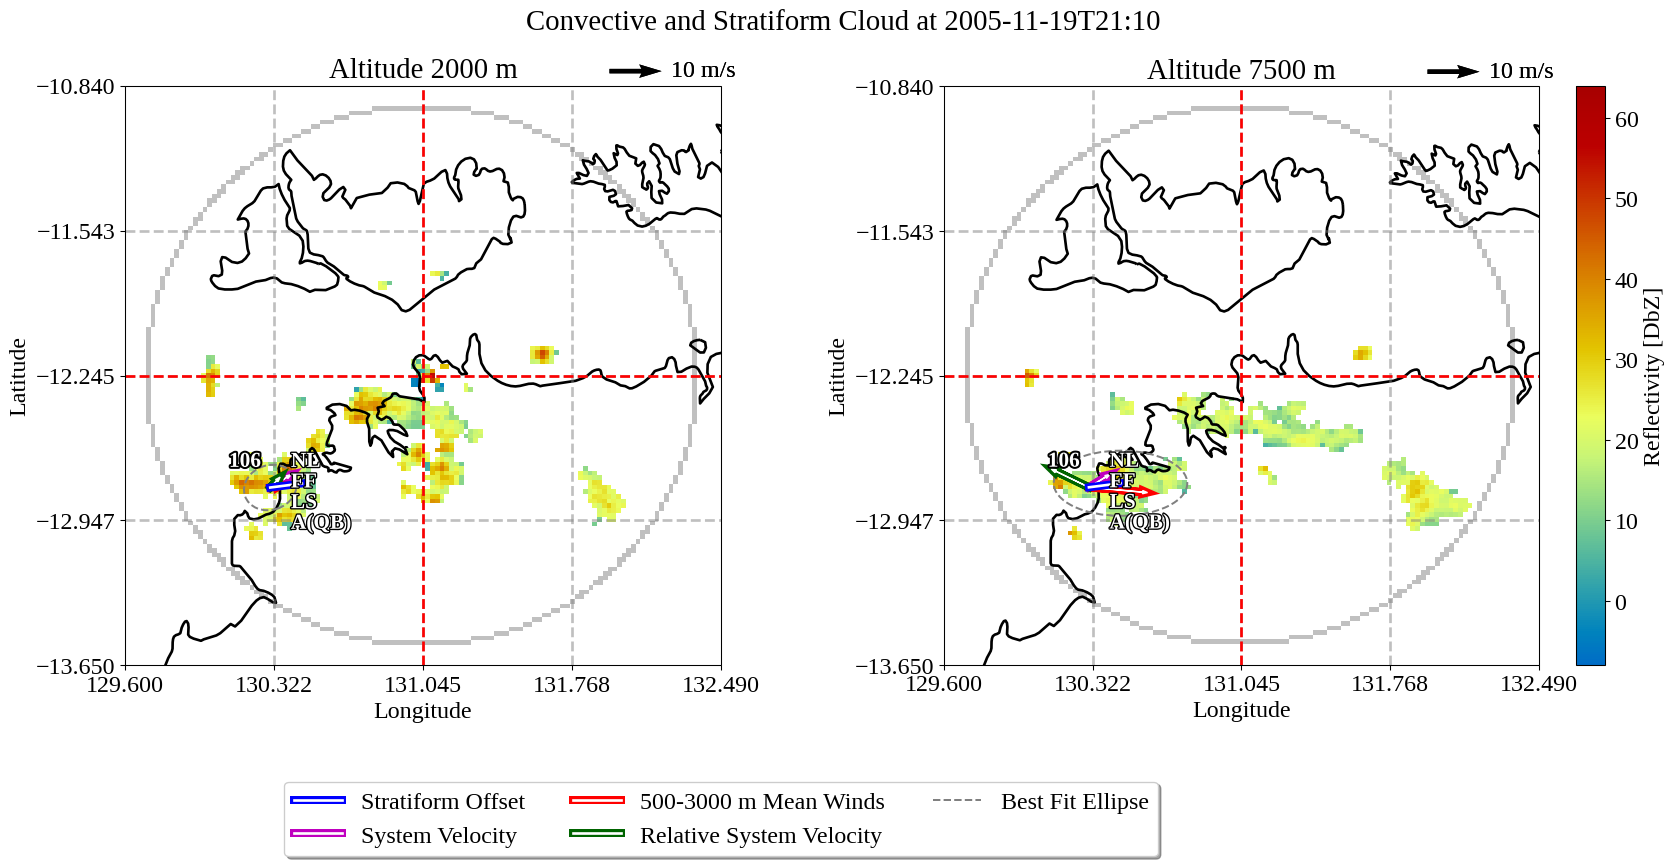 Convective and Stratiform Cloud at 2005-11-19T21:10
Altitude 2000 m
10 m/s
−10.840
−11.543
−12.245
−12.947
−13.650
129.600
130.322
131.045
131.768
132.490
Latitude
Longitude
106
NE
FF
LS
A(QB)
Altitude 7500 m
10 m/s
−10.840
−11.543
−12.245
−12.947
−13.650
129.600
130.322
131.045
131.768
132.490
Latitude
Longitude
106
NE
FF
LS
A(QB)
60
50
40
30
20
10
0
Reflectivity [DbZ]
Stratiform Offset
System Velocity
500-3000 m Mean Winds
Relative System Velocity
Best Fit Ellipse